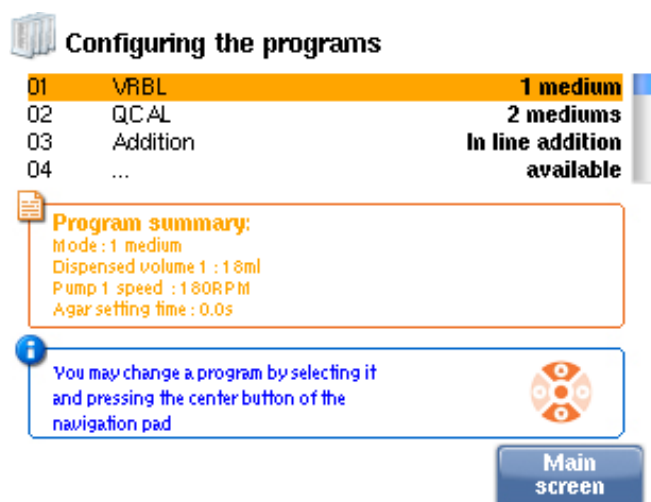 Configuring the programs
01 VRBL 1 medium
02 QCAL 2 mediums
03 Addition In line addition
04 ... available
Program summary:
Mode : 1 medium
Dispensed volume 1 : 18ml
Pump 1 speed : 180RPM
Agar setting time : 0.0s
You may change a program by selecting it
and pressing the center button of the
navigation pad
Main
screen